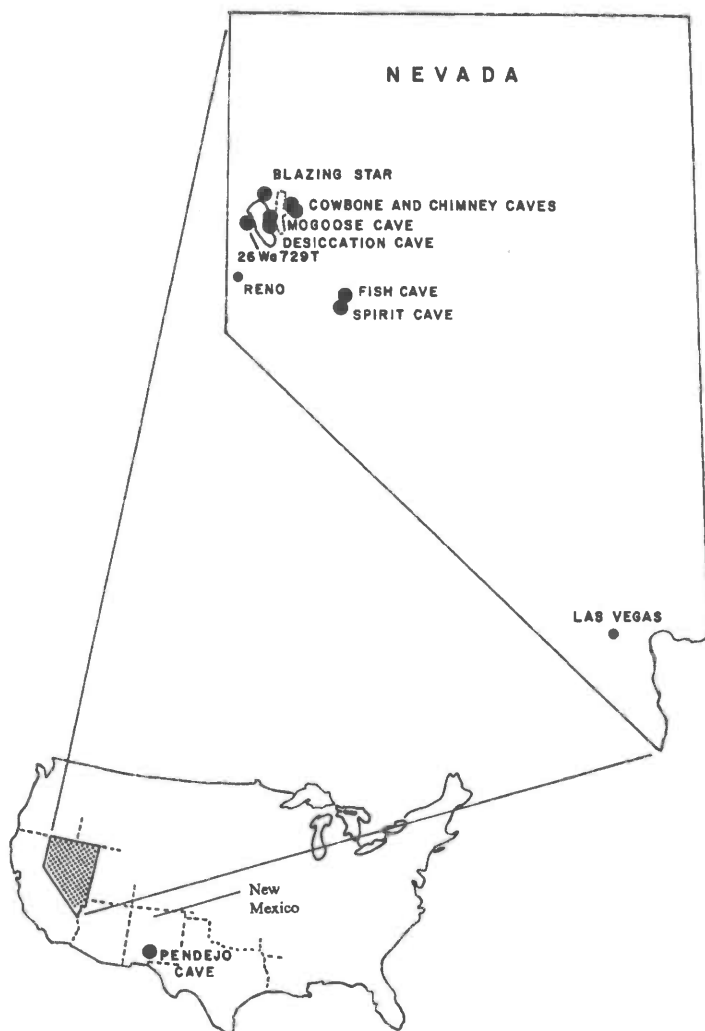 NEVADA
BLAZING STAR
COWBONE AND CHIMNEY CAVES
MOGOOSE CAVE
DESICCATION CAVE
26Wa729T
RENO
FISH CAVE
SPIRIT CAVE
LAS VEGAS
New
Mexico
PENDEJO
CAVE